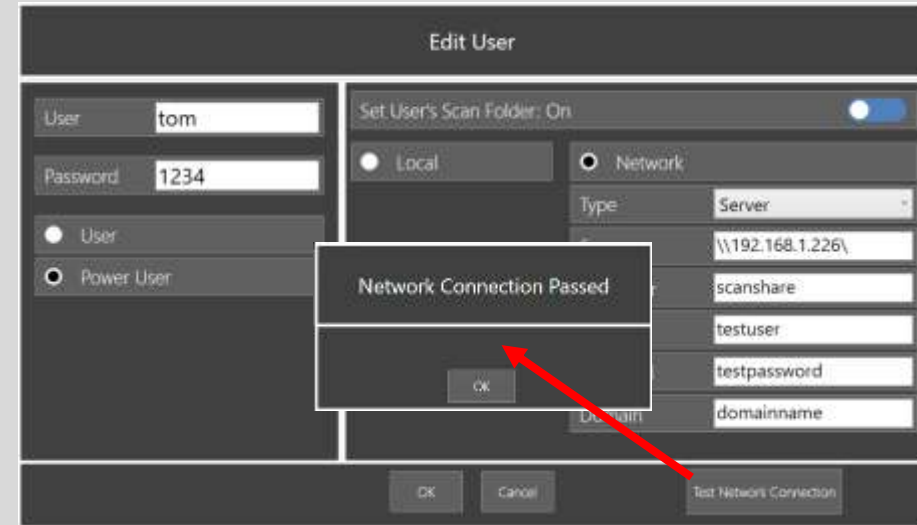 Edit User
User
tom
Password
1234
User
Power User
Set User's Scan Folder: On
Local
Network
Type
Server
\\192.168.1.226\
scanshare
testuser
testpassword
Domain
domainname
Network Connection Passed
OK
OK
Cancel
Test Network Connection